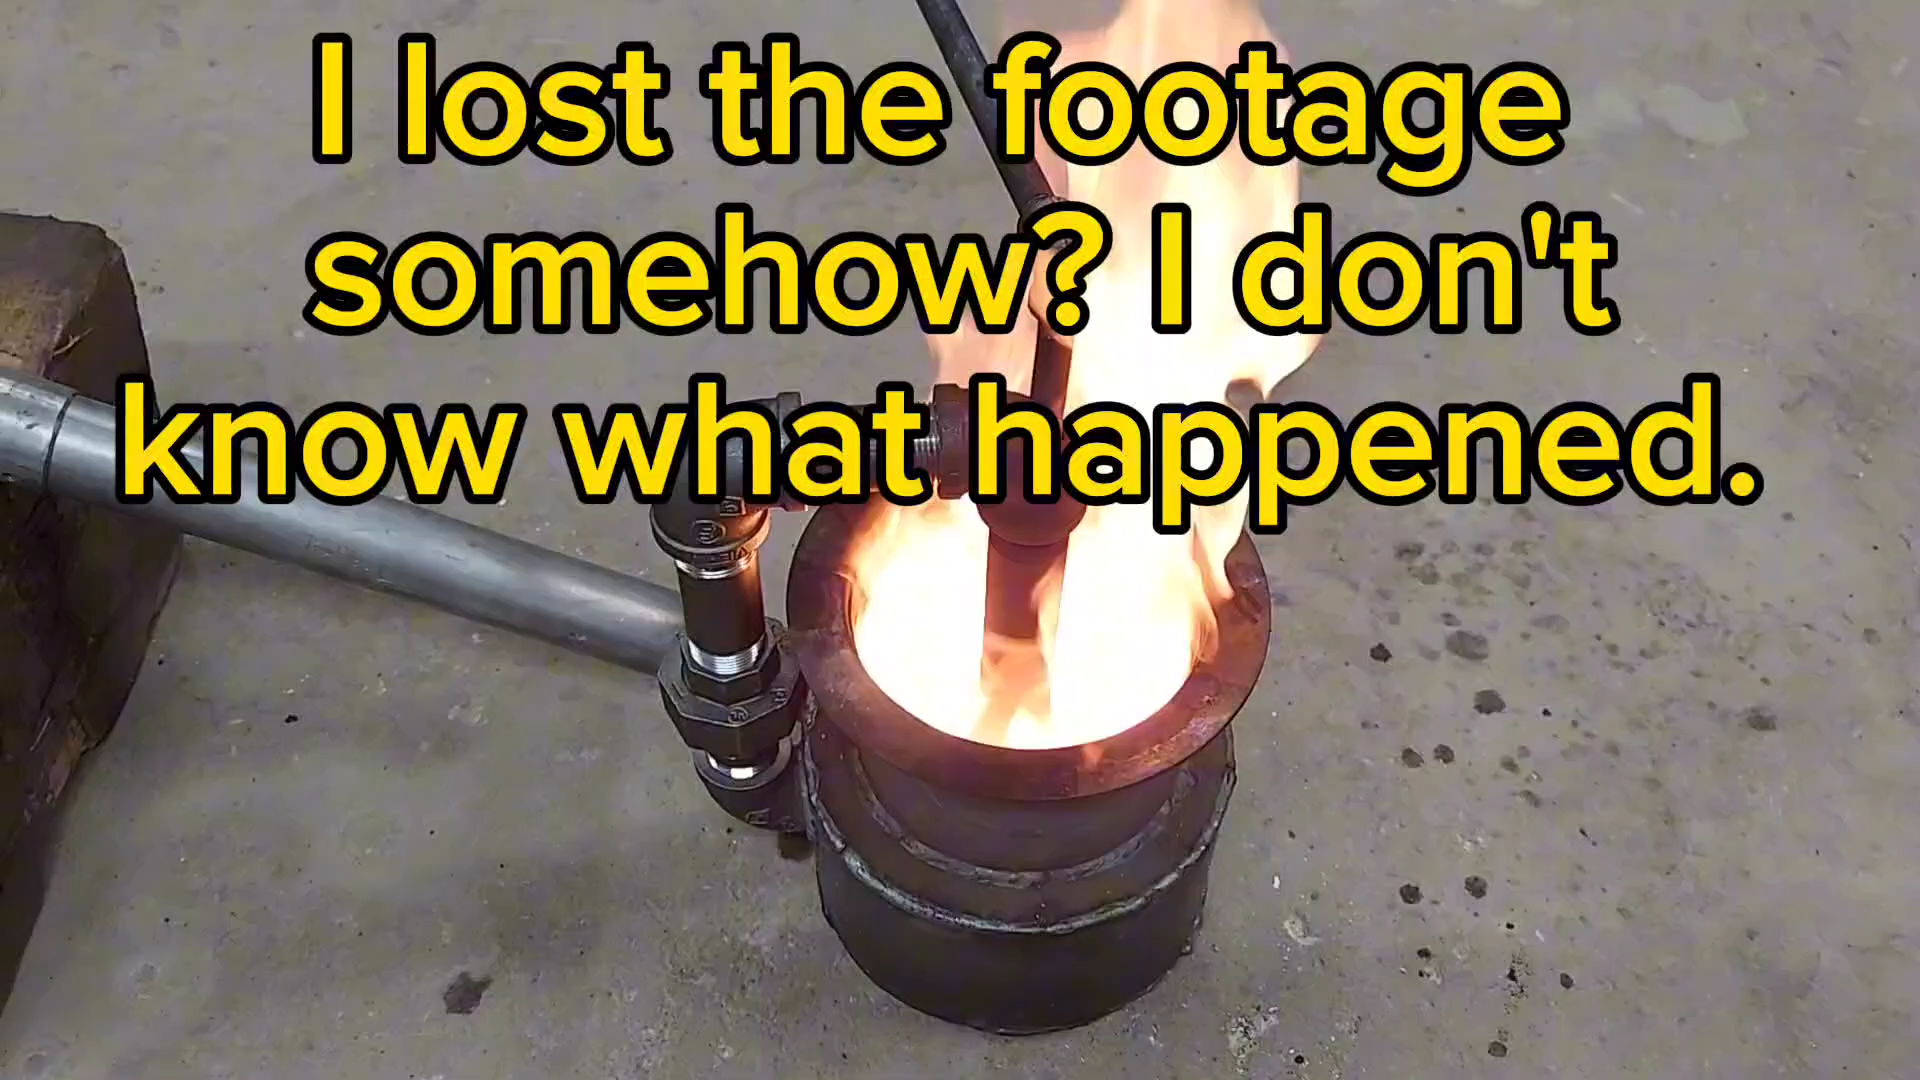 I lost the footage
somehow? I don't
know what happened.